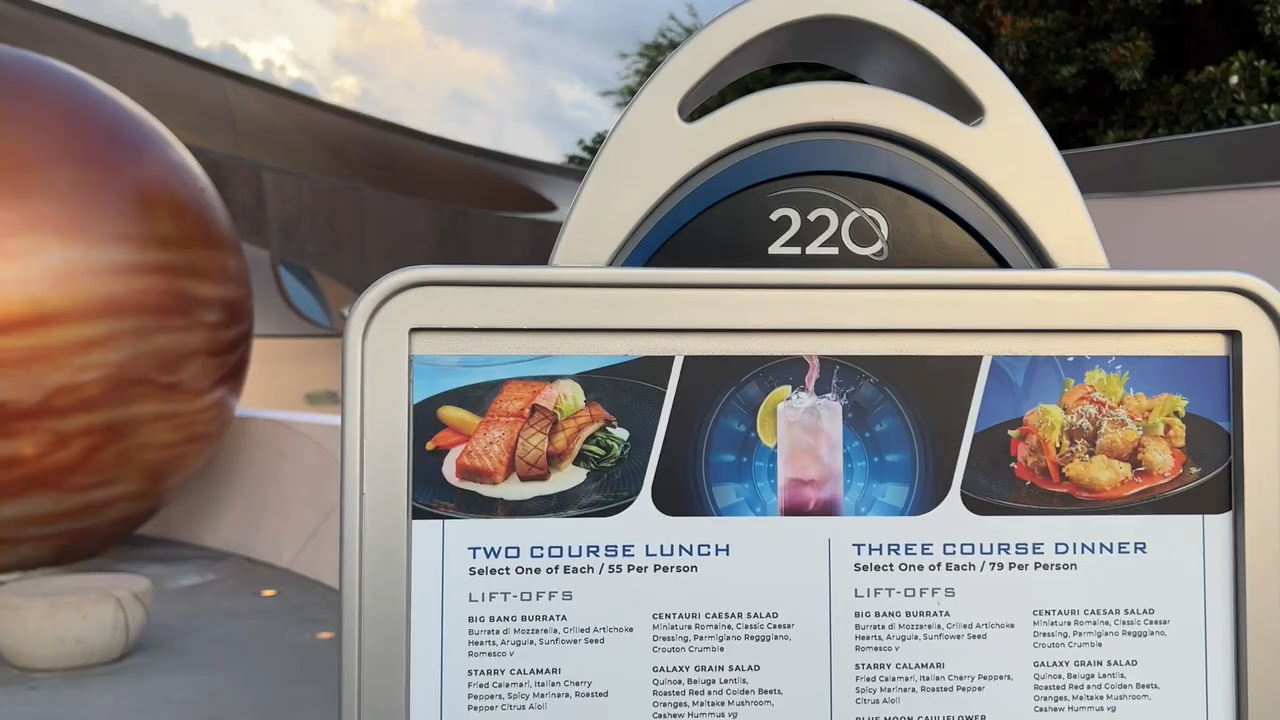 220
TWO COURSE LUNCH
Select One of Each / 55 Per Person
LIFT-OFFS
BIG BANG BURRATA
Burrata di Mozzarella, Grilled Artichoke
Hearts, Arugula, Sunflower Seed
Romesco v
STARRY CALAMARI
Fried Calamari, Italian Cherry
Peppers, Spicy Marinara, Roasted
Pepper Citrus Aioli
CENTAURI CAESAR SALAD
Miniature Romaine, Classic Caesar
Dressing, Parmigiano Regggiano,
Crouton Crumble
GALAXY GRAIN SALAD
Quinoa, Beluga Lentils,
Roasted Red and Golden Beets,
Oranges, Maitake Mushroom,
Cashew Hummus vg
THREE COURSE DINNER
Select One of Each / 79 Per Person
LIFT-OFFS
BIG BANG BURRATA
Burrata di Mozzarella, Grilled Artichoke
Hearts, Arugula, Sunflower Seed
Romesco v
STARRY CALAMARI
Fried Calamari, Italian Cherry Peppers,
Spicy Marinara, Roasted Pepper
Citrus Aioli
BLUE MOON CAULIFLOWER
CENTAURI CAESAR SALAD
Miniature Romaine, Classic Caesar
Dressing, Parmigiano Regggiano,
Crouton Crumble
GALAXY GRAIN SALAD
Quinoa, Beluga Lentils,
Roasted Red and Golden Beets,
Oranges, Maitake Mushroom,
Cashew Hummus vg